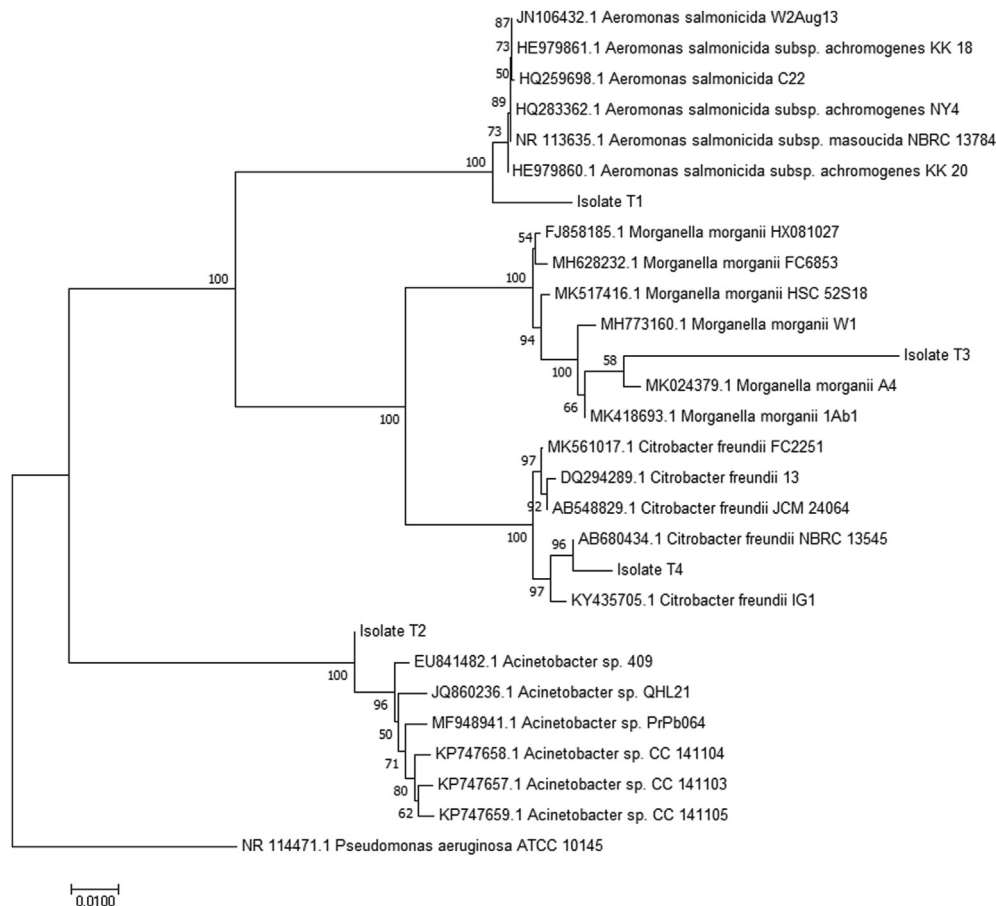 87
JN106432.1 Aeromonas salmonicida W2Aug13
73
HE979861.1 Aeromonas salmonicida subsp. achromogenes KK 18
50
HQ259698.1 Aeromonas salmonicida C22
89
HQ283362.1 Aeromonas salmonicida subsp. achromogenes NY4
73
NR 113635.1 Aeromonas salmonicida subsp. masoucida NBRC 13784
100
HE979860.1 Aeromonas salmonicida subsp. achromogenes KK 20
Isolate T1
54
FJ858185.1 Morganella morganii HX081027
MH628232.1 Morganella morganii FC6853
100
100
MK517416.1 Morganella morganii HSC 52S18
MH773160.1 Morganella morganii W1
94
Isolate T3
58
100
MK024379.1 Morganella morganii A4
66
MK418693.1 Morganella morganii 1Ab1
100
MK561017.1 Citrobacter freundii FC2251
97
DQ294289.1 Citrobacter freundii 13
92
AB548829.1 Citrobacter freundii JCM 24064
100
AB680434.1 Citrobacter freundii NBRC 13545
96
Isolate T4
97
KY435705.1 Citrobacter freundii IG1
Isolate T2
EU841482.1 Acinetobacter sp. 409
100
JQ860236.1 Acinetobacter sp. QHL21
96
MF948941.1 Acinetobacter sp. PrPb064
50
KP747658.1 Acinetobacter sp. CC 141104
71
KP747657.1 Acinetobacter sp. CC 141103
80
KP747659.1 Acinetobacter sp. CC 141105
62
NR 114471.1 Pseudomonas aeruginosa ATCC 10145
0.0100